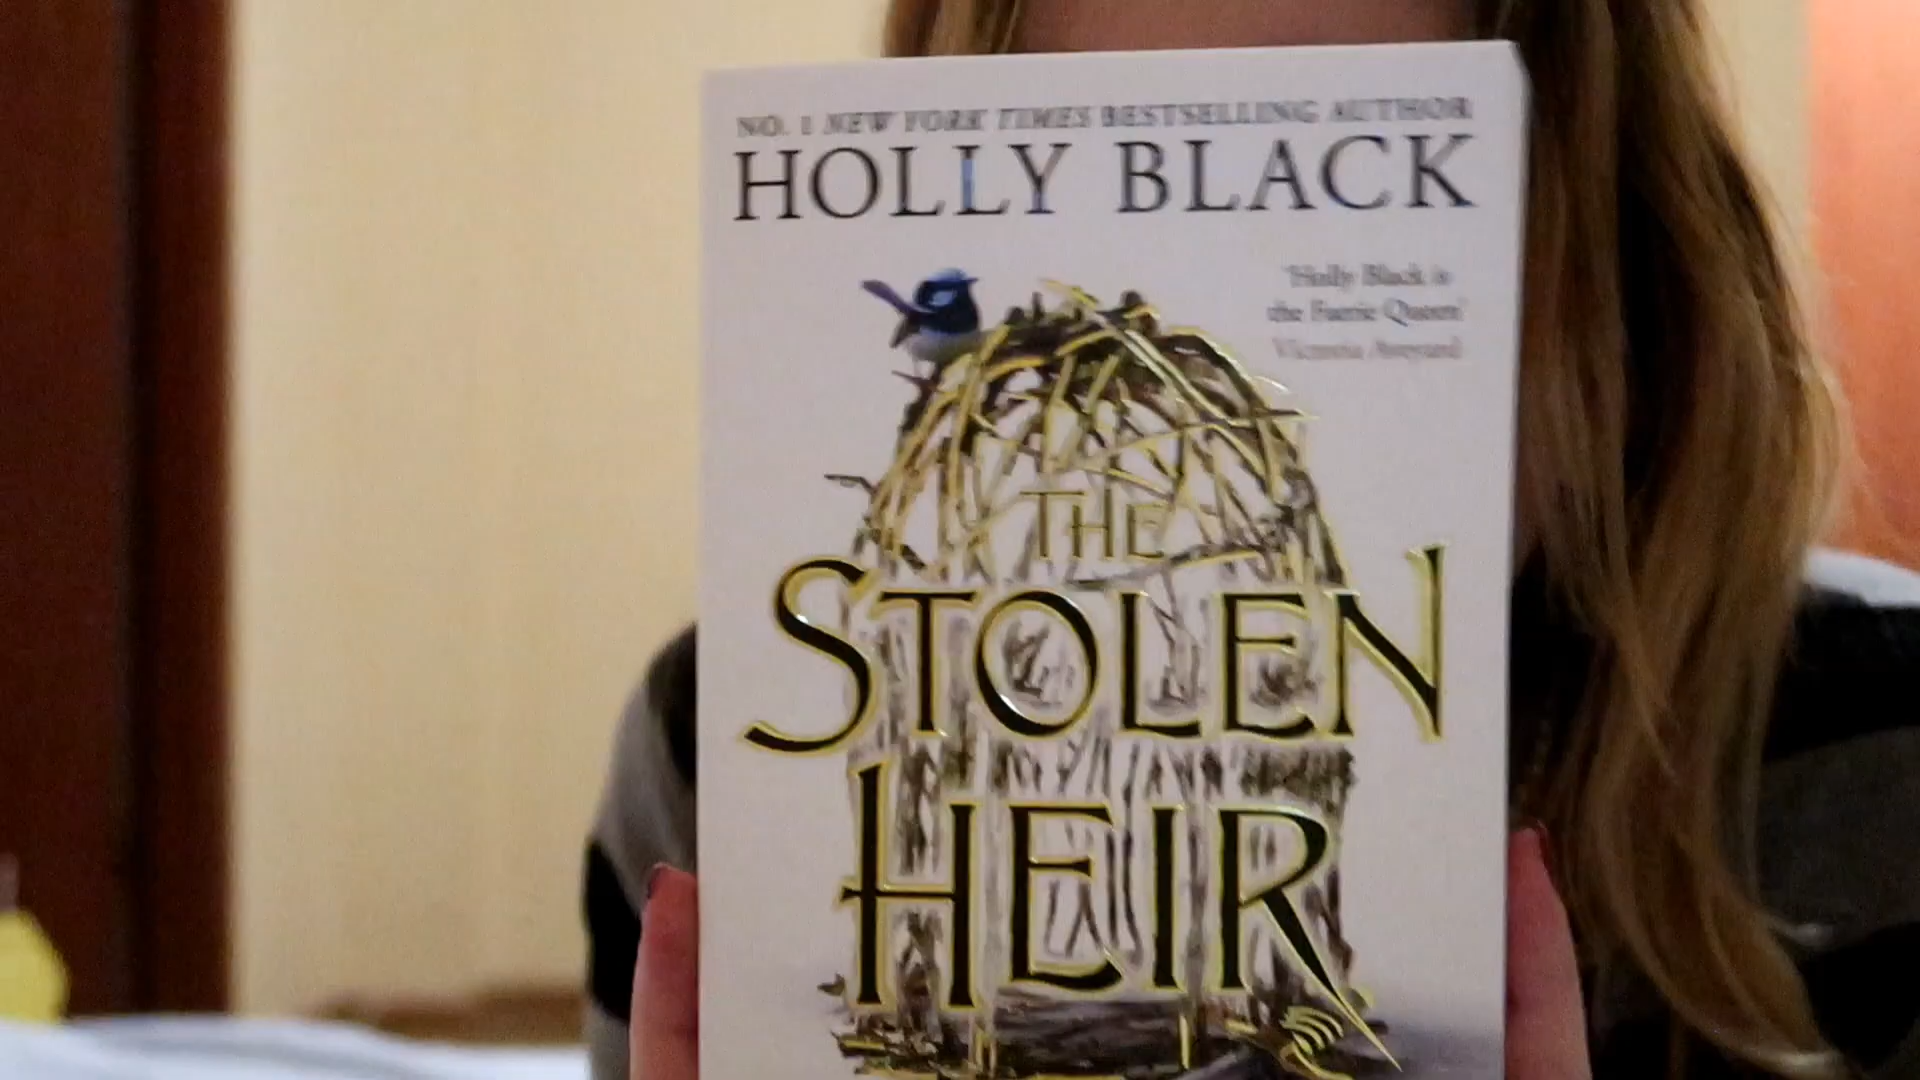 NO. 1 NEW YORK TIMES BESTSELLING AUTHOR
HOLLY BLACK
'Holly Black is
the Faerie Queen'
Victoria Aveyard
THE
STOLEN
HEIR